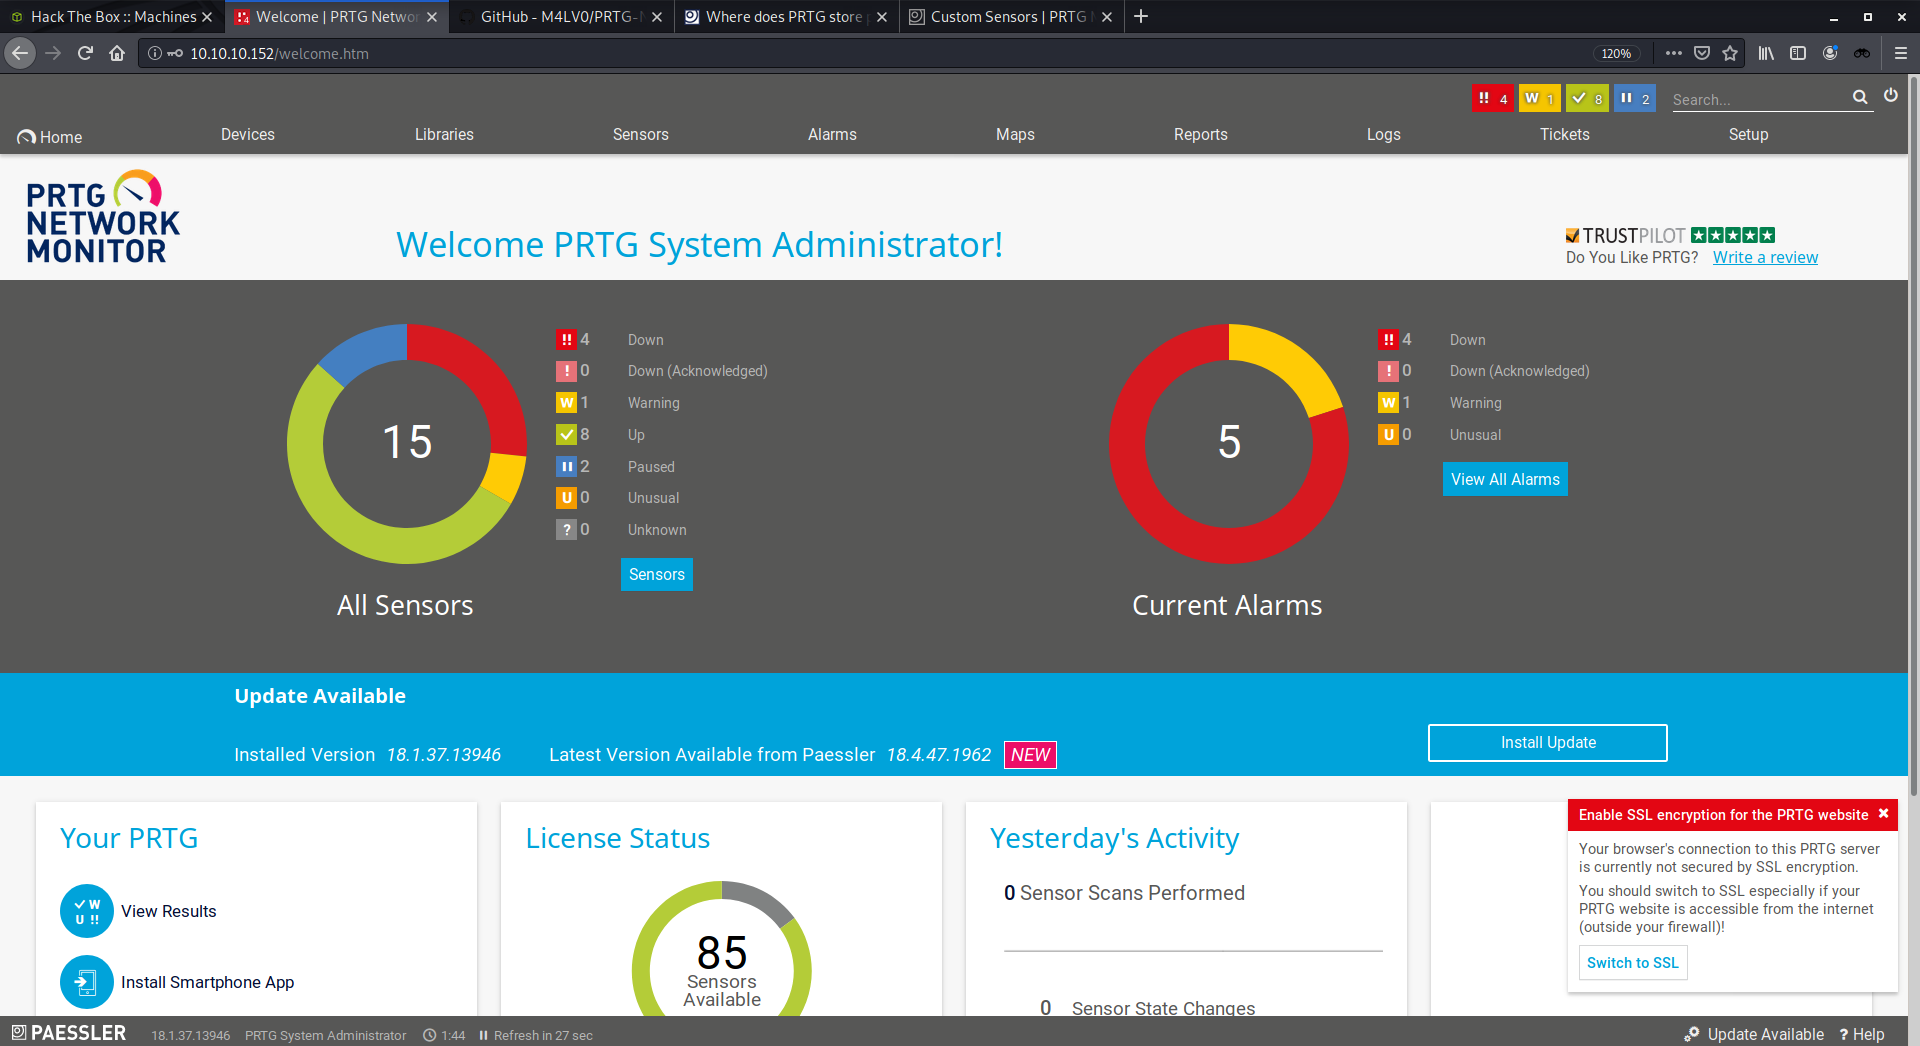 Hack The Box :: Machines
Welcome | PRTG Netwo
GitHub - M4LV0/PRTG-
Where does PRTG store
Custom Sensors | PRTG
10.10.10.152/welcome.htm
120%
!! 4
W 1
8
2
Search...
Home
Devices
Libraries
Sensors
Alarms
Maps
Reports
Logs
Tickets
Setup
PRTG
NETWORK
MONITOR
Welcome PRTG System Administrator!
TRUSTPILOT
Do You Like PRTG? Write a review
15
!! 4 Down
! 0 Down (Acknowledged)
W 1 Warning
8 Up
2 Paused
U 0 Unusual
? 0 Unknown
Sensors
All Sensors
5
!! 4 Down
! 0 Down (Acknowledged)
W 1 Warning
U 0 Unusual
View All Alarms
Current Alarms
Update Available
Installed Version 18.1.37.13946 Latest Version Available from Paessler 18.4.47.1962 NEW
Install Update
Your PRTG
W
U !!
View Results
Install Smartphone App
License Status
85
Sensors
Available
Yesterday's Activity
0 Sensor Scans Performed
0 Sensor State Changes
Enable SSL encryption for the PRTG website
Your browser's connection to this PRTG server
is currently not secured by SSL encryption.
You should switch to SSL especially if your
PRTG website is accessible from the internet
(outside your firewall)!
Switch to SSL
PAESSLER
18.1.37.13946
PRTG System Administrator
1:44
Refresh in 27 sec
Update Available
? Help